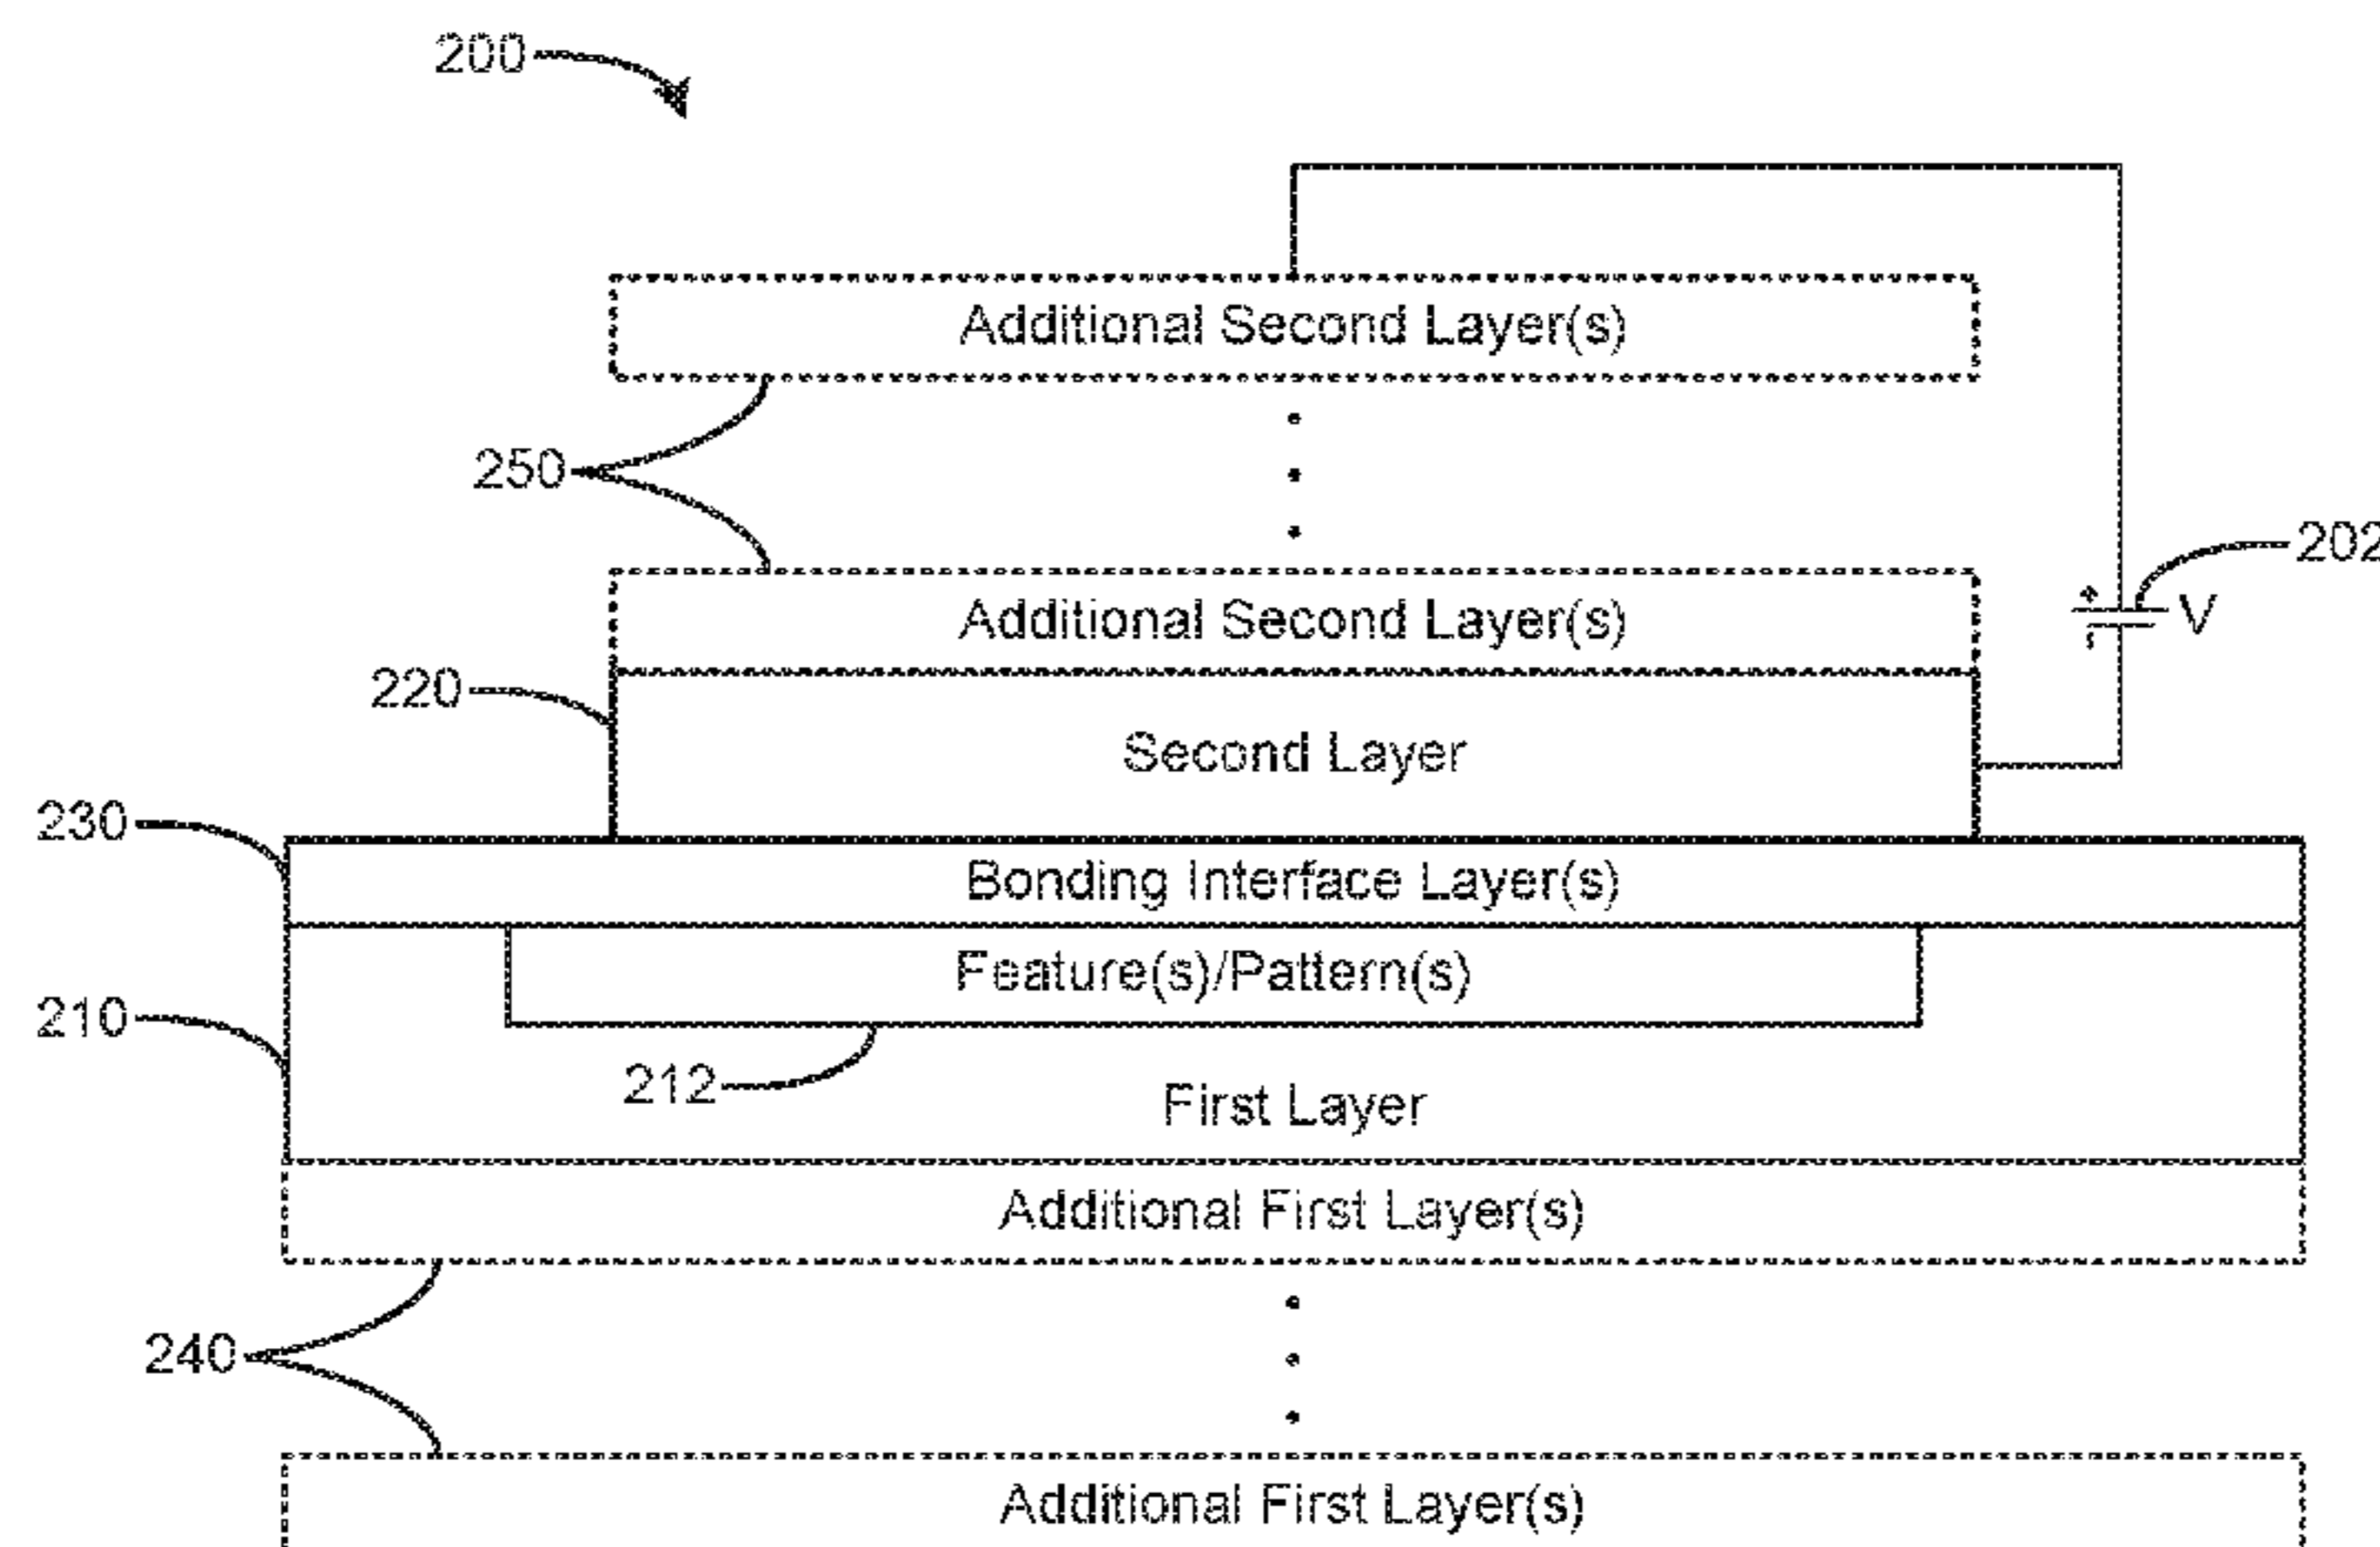 200
Additional Second Layer(s)
250
202
Additional Second Layer(s)
+
V
-
220
Second Layer
230
Bonding Interface Layer(s)
Feature(s)/Pattern(s)
210
212
First Layer
Additional First Layer(s)
240
Additional First Layer(s)